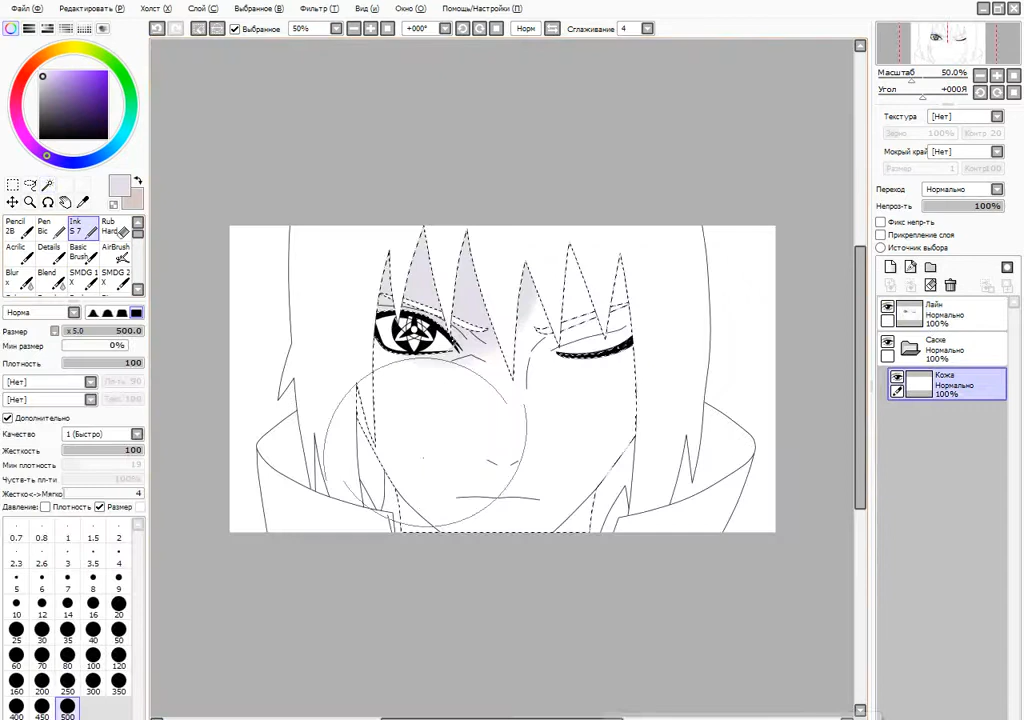 Файл (Ф) Редактировать (Р) Холст (Х) Слой (С) Выбранное (В) Фильтр (Т) Вид (и) Окно (О) Помощь/Настройки (П)
Выбранное 50% +000° Норм Сглаживание 4
Масштаб 50.0%
Угол +000Я
Текстура [Нет]
Зерно 100% Контр 20
Мокрый край [Нет]
Размер 1 Контр100
Переход Нормально
Непроз-ть 100%
Фикс непр-ть
Прикрепление слоя
Источник выбора
Лайн
Нормально
100%
Саске
Нормально
100%
Кожа
Нормально
100%
Pencil 2B
Pen Bic
Ink S 7
Rub Hard
Acrilic
Details
Basic Brush
AirBrush
Blur x
Blend
SMDG 1 X
SMDG 2 X
Норма
Размер x 5.0 500.0
Мин размер 0%
Плотность 100
[Нет]
[Нет]
Дополнительно
Качество 1 (Быстро)
Жесткость 100
Мин плотность 19
Чуств-ть пл-ти 100%
Жестко<->Мягко 4
Давление: Плотность Размер
0.7 0.8 1 1.5 2
2.3 2.6 3 3.5 4
5 6 7 8 9
10 12 14 16 20
25 30 35 40 50
60 70 80 100 120
160 200 250 300 350
400 450 500